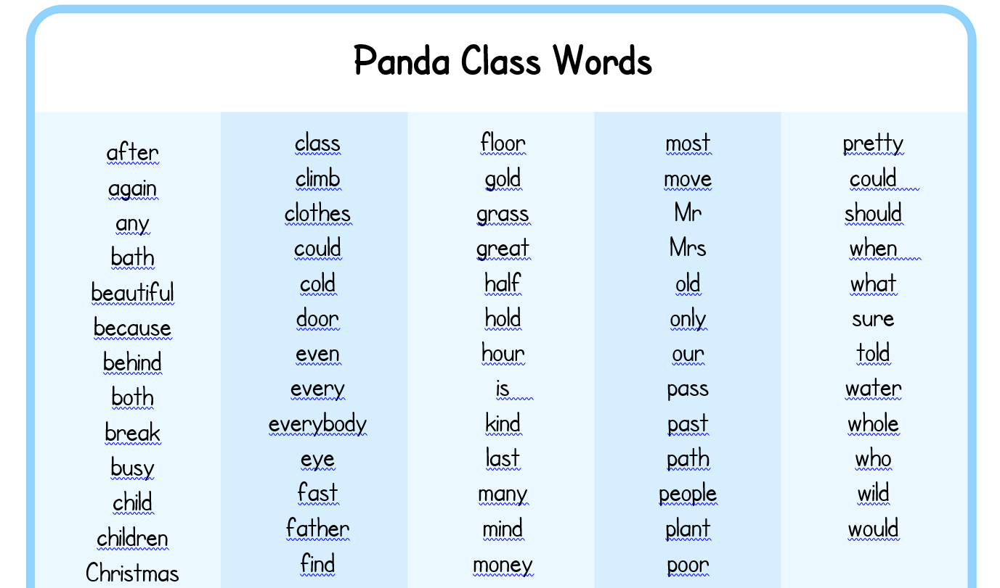 Panda Class Words
after
again
any
bath
beautiful
because
behind
both
break
busy
child
children
Christmas
class
climb
clothes
could
cold
door
even
every
everybody
eye
fast
father
find
floor
gold
grass
great
half
hold
hour
is
kind
last
many
mind
money
most
move
Mr
Mrs
old
only
our
pass
past
path
people
plant
poor
pretty
could
should
when
what
sure
told
water
whole
who
wild
would